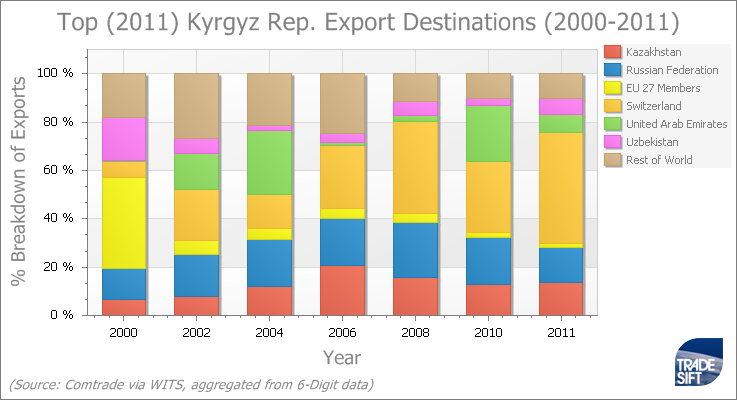 Top (2011) Kyrgyz Rep. Export Destinations (2000-2011)
% Breakdown of Exports
100 %
80 %
60 %
40 %
20 %
0 %
2000 2002 2004 2006 2008 2010 2011
Year
Kazakhstan
Russian Federation
EU 27 Members
Switzerland
United Arab Emirates
Uzbekistan
Rest of World
(Source: Comtrade via WITS, aggregated from 6-Digit data)
TRADE
SIFT